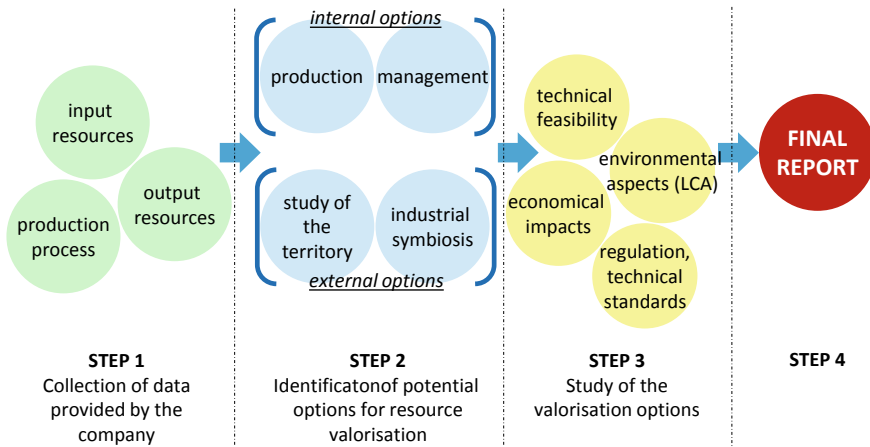 input
resources
output
resources
production
process
internal options
production
management
study of
the
territory
industrial
symbiosis
external options
technical
feasibility
environmental
aspects (LCA)
economical
impacts
regulation,
technical
standards
FINAL
REPORT
STEP 1
Collection of data
provided by the
company
STEP 2
Identificatonof potential
options for resource
valorisation
STEP 3
Study of the
valorisation options
STEP 4